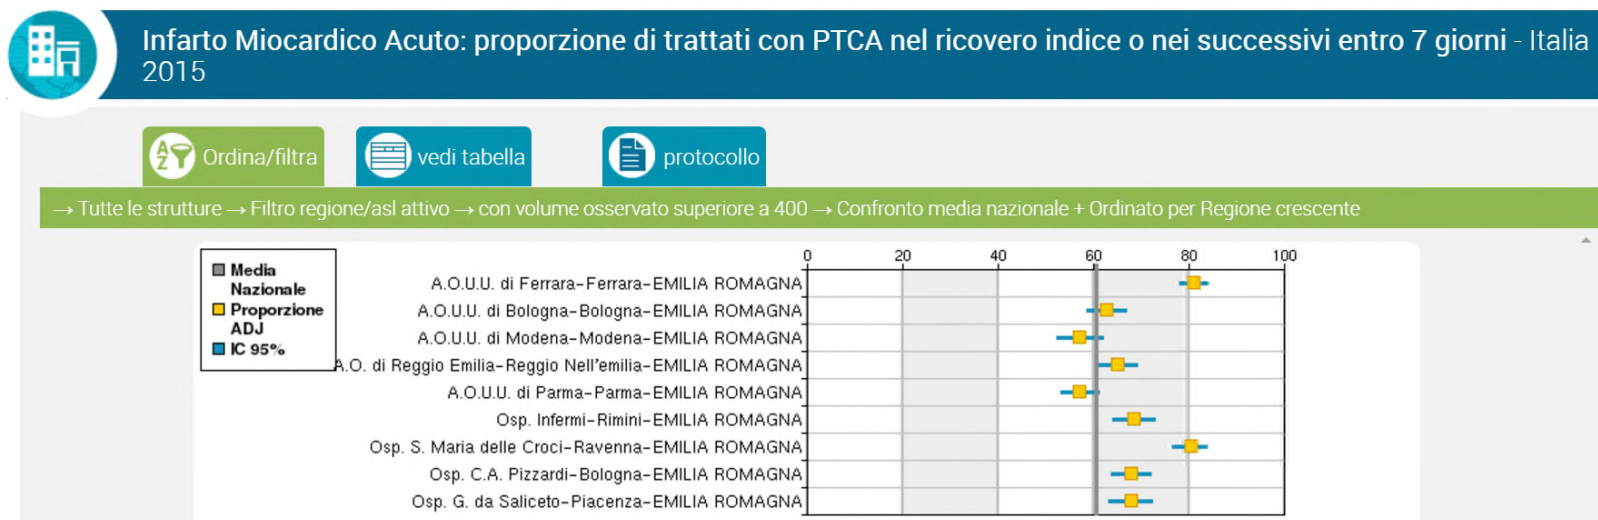 Infarto Miocardico Acuto: proporzione di trattati con PTCA nel ricovero indice o nei successivi entro 7 giorni - Italia
2015
A
Z
Ordina/filtra
vedi tabella
protocollo
→ Tutte le strutture → Filtro regione/asl attivo → con volume osservato superiore a 400 → Confronto media nazionale + Ordinato per Regione crescente
Media
Nazionale
Proporzione
ADJ
IC 95%
0 20 40 60 80 100
A.O.U.U. di Ferrara-Ferrara-EMILIA ROMAGNA
A.O.U.U. di Bologna-Bologna-EMILIA ROMAGNA
A.O.U.U. di Modena-Modena-EMILIA ROMAGNA
A.O. di Reggio Emilia-Reggio Nell'emilia-EMILIA ROMAGNA
A.O.U.U. di Parma-Parma-EMILIA ROMAGNA
Osp. Infermi-Rimini-EMILIA ROMAGNA
Osp. S. Maria delle Croci-Ravenna-EMILIA ROMAGNA
Osp. C.A. Pizzardi-Bologna-EMILIA ROMAGNA
Osp. G. da Saliceto-Piacenza-EMILIA ROMAGNA